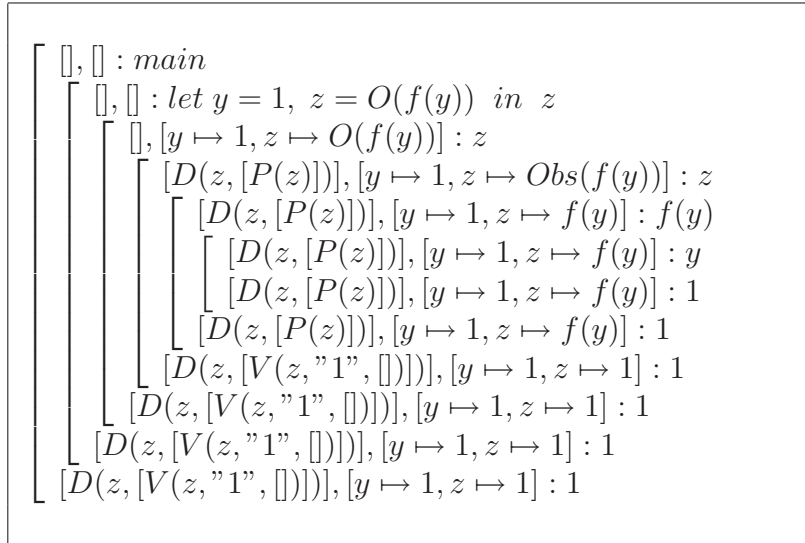 [], [] : main
[], [] : let y = 1, z = O(f(y)) in z
[], [y ↦ 1, z ↦ O(f(y))] : z
[D(z, [P(z)])], [y ↦ 1, z ↦ Obs(f(y))] : z
[D(z, [P(z)])], [y ↦ 1, z ↦ f(y)] : f(y)
[D(z, [P(z)])], [y ↦ 1, z ↦ f(y)] : y
[D(z, [P(z)])], [y ↦ 1, z ↦ f(y)] : 1
[D(z, [P(z)])], [y ↦ 1, z ↦ f(y)] : 1
[D(z, [V(z, ”1”, [])])], [y ↦ 1, z ↦ 1] : 1
[D(z, [V(z, ”1”, [])])], [y ↦ 1, z ↦ 1] : 1
[D(z, [V(z, ”1”, [])])], [y ↦ 1, z ↦ 1] : 1
[D(z, [V(z, ”1”, [])])], [y ↦ 1, z ↦ 1] : 1